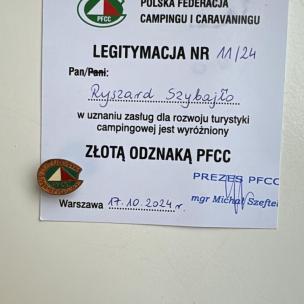 POLSKA FEDERACJA
CAMPINGU I CARAVANINGU
PFCC
LEGITYMACJA NR 11/24
Pan/Pani:
Ryszard Szybajło
w uznaniu zasług dla rozwoju turystyki
campingowej jest wyróżniony
ZŁOTĄ ODZNAKĄ PFCC
PREZES PFCC
mgr Michał Szefte
Warszawa 17.10.2024 r.